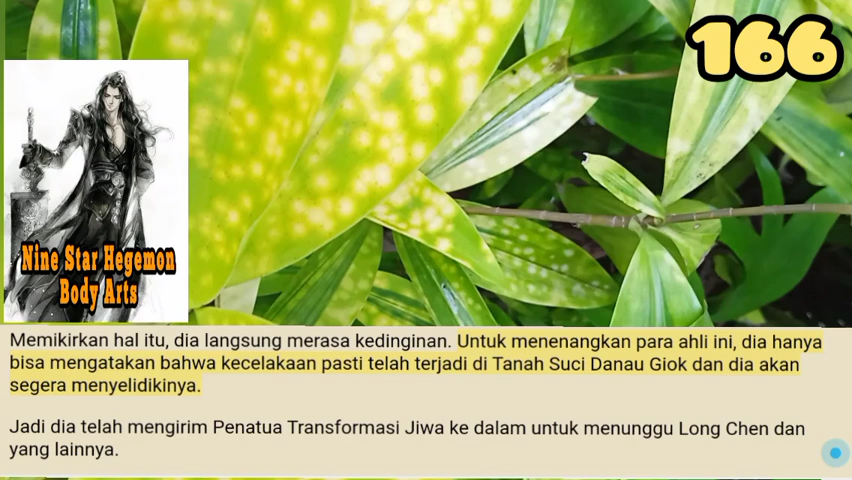 166
Nine Star Hegemon
Body Arts
Memikirkan hal itu, dia langsung merasa kedinginan. Untuk menenangkan para ahli ini, dia hanya
bisa mengatakan bahwa kecelakaan pasti telah terjadi di Tanah Suci Danau Giok dan dia akan
segera menyelidikinya.
Jadi dia telah mengirim Penatua Transformasi Jiwa ke dalam untuk menunggu Long Chen dan
yang lainnya.